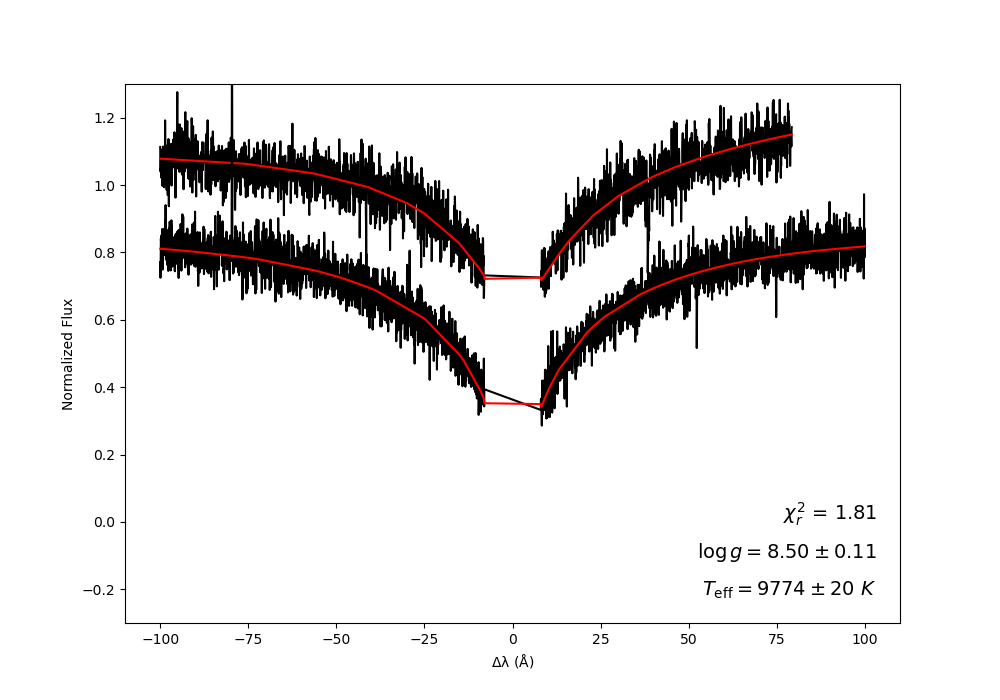 1.2
1.0
0.8
0.6
0.4
0.2
0.0
−0.2
Normalized Flux
χ²ᵣ = 1.81
log g = 8.50 ± 0.11
T_eff = 9774 ± 20 K
−100 −75 −50 −25 0 25 50 75 100
Δλ (Å)